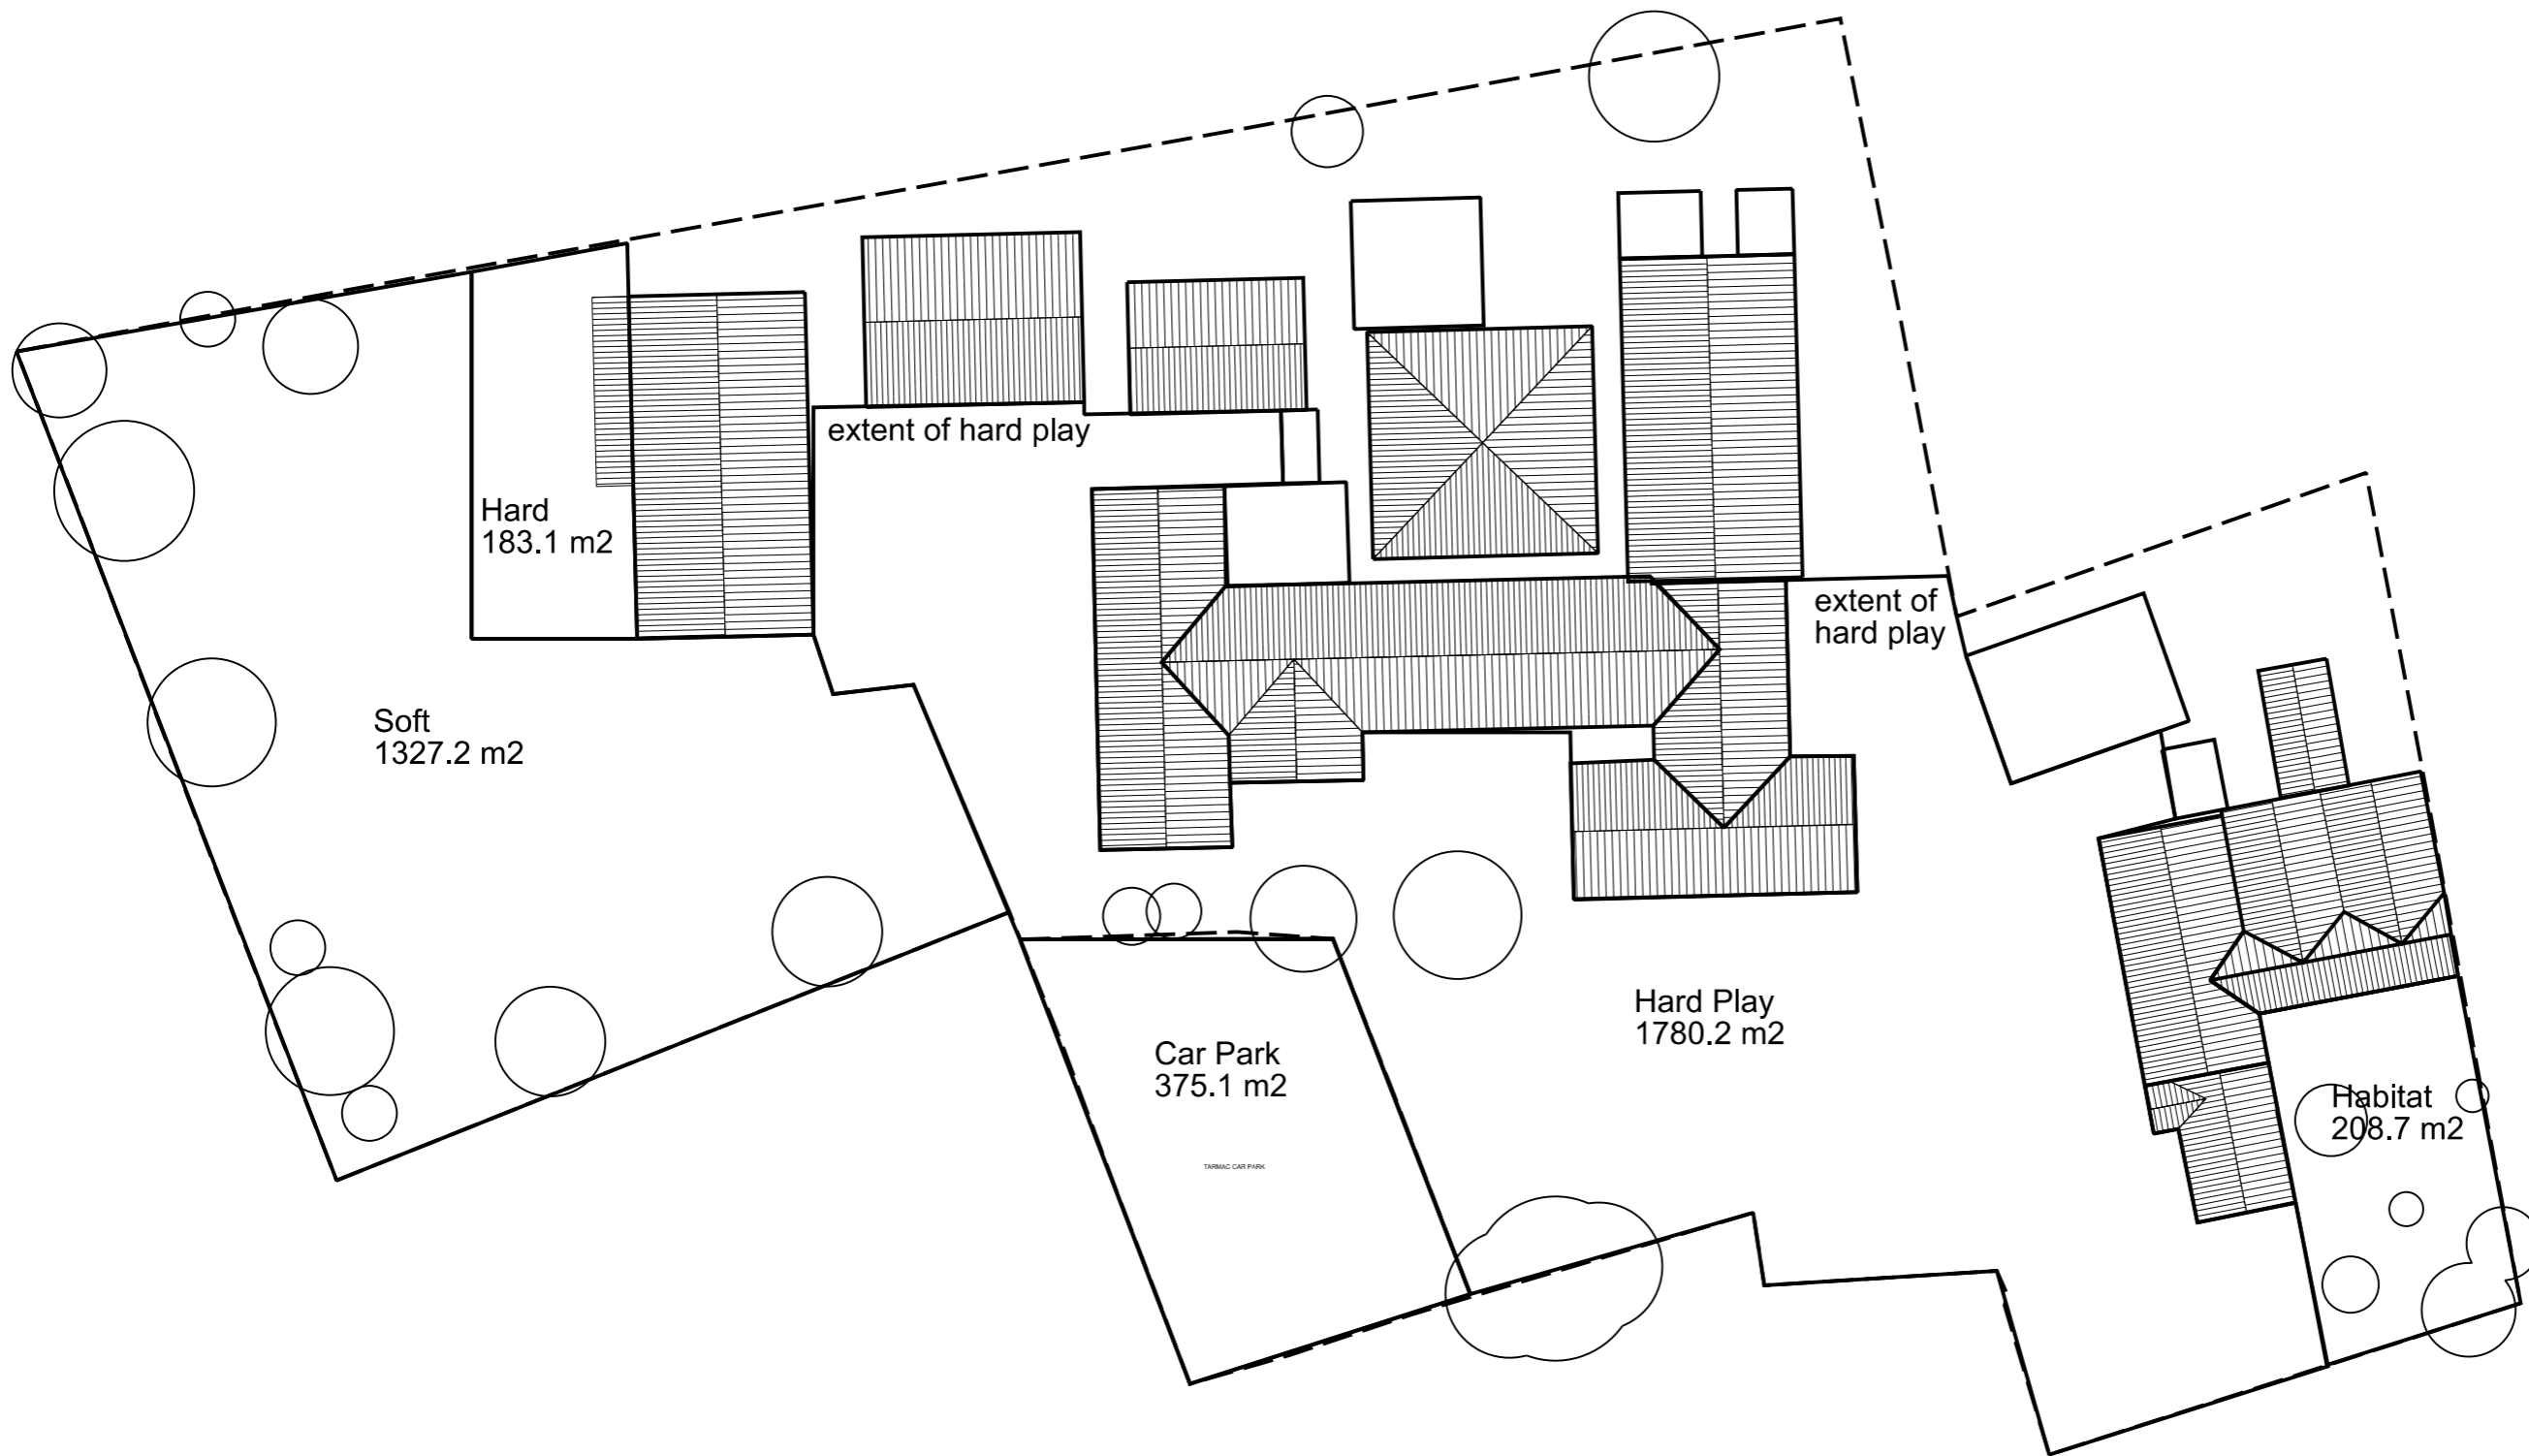 extent of hard play
Hard
183.1 m2
extent of
hard play
Soft
1327.2 m2
Hard Play
1780.2 m2
Car Park
375.1 m2
TARMAC CAR PARK
Habitat
208.7 m2